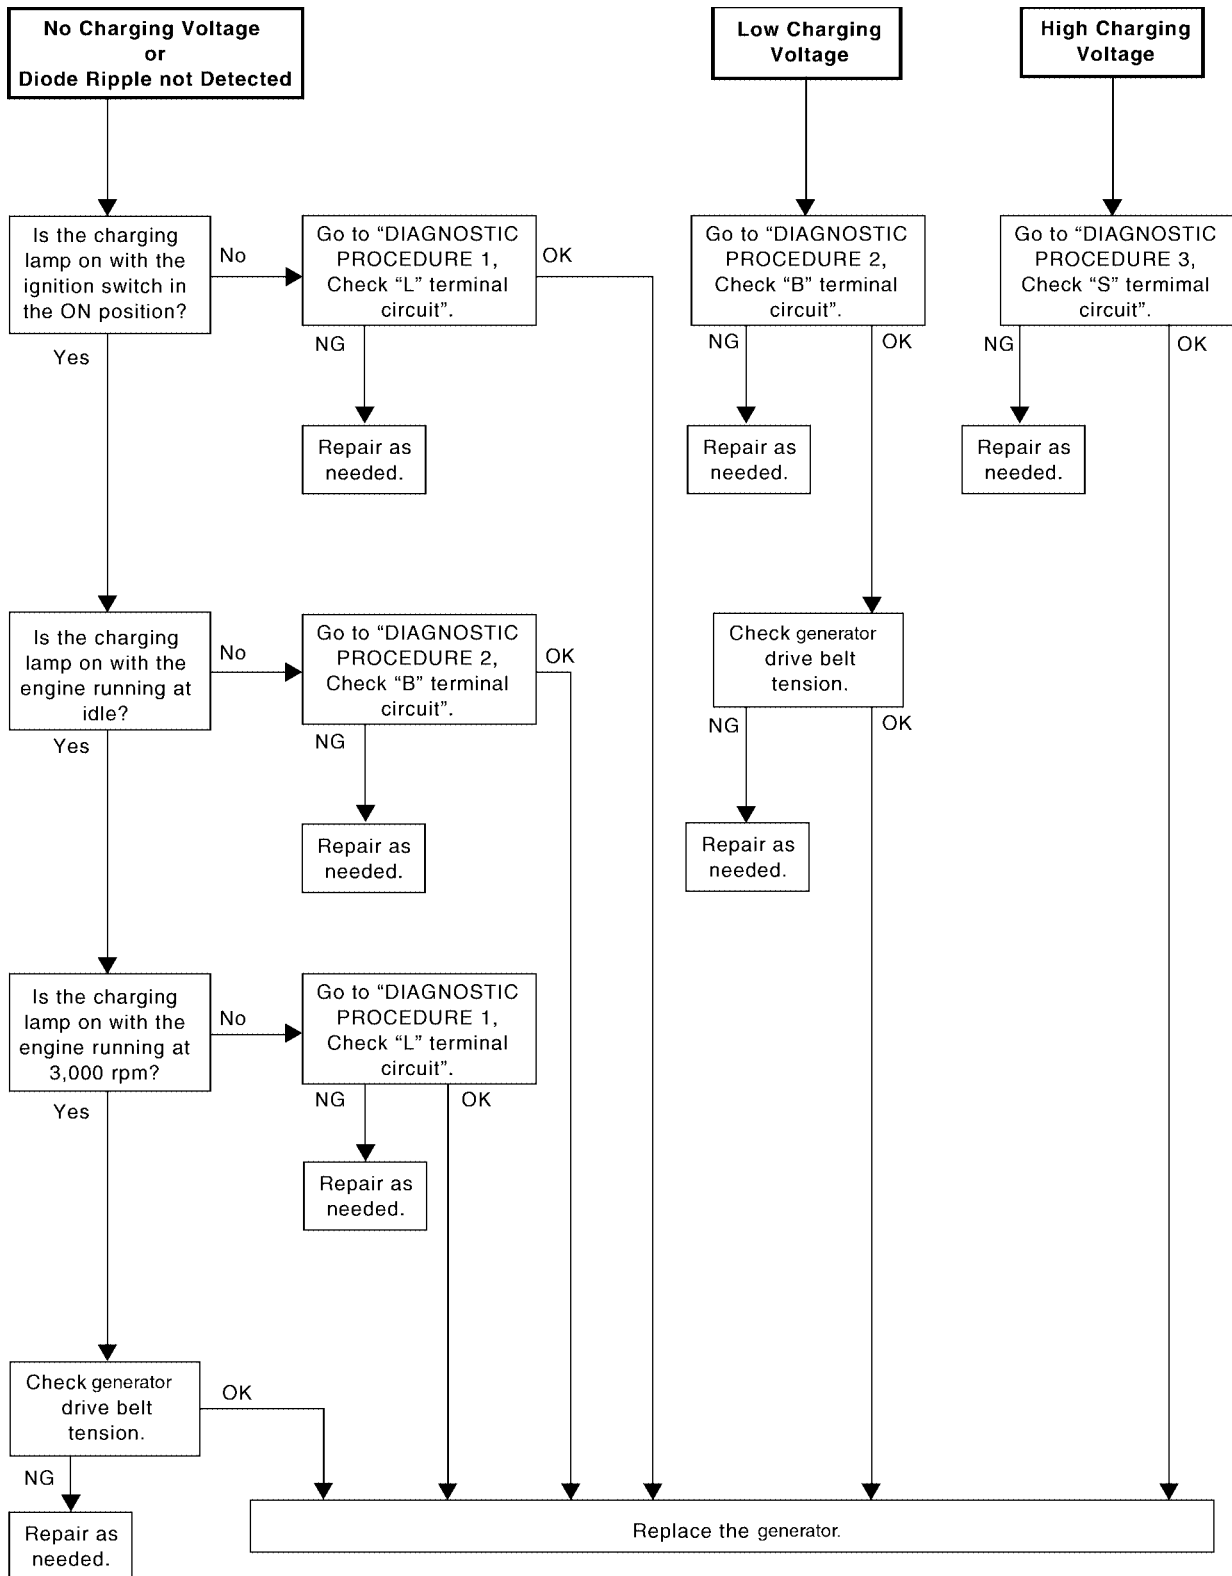 No Charging Voltage
or
Diode Ripple not Detected
Low Charging
Voltage
High Charging
Voltage
Is the charging
lamp on with the
ignition switch in
the ON position?
No
Yes
Go to “DIAGNOSTIC
PROCEDURE 1,
Check “L” terminal
circuit”.
OK
NG
Repair as
needed.
Go to “DIAGNOSTIC
PROCEDURE 2,
Check “B” terminal
circuit”.
NG
OK
Repair as
needed.
Go to “DIAGNOSTIC
PROCEDURE 3,
Check “S” termimal
circuit”.
NG
OK
Repair as
needed.
Is the charging
lamp on with the
engine running at
idle?
No
Yes
Go to “DIAGNOSTIC
PROCEDURE 2,
Check “B” terminal
circuit”.
OK
NG
Repair as
needed.
Check generator
drive belt
tension.
NG
OK
Repair as
needed.
Is the charging
lamp on with the
engine running at
3,000 rpm?
No
Yes
Go to “DIAGNOSTIC
PROCEDURE 1,
Check “L” terminal
circuit”.
NG
OK
Repair as
needed.
Check generator
drive belt
tension.
OK
NG
Repair as
needed.
Replace the generator.